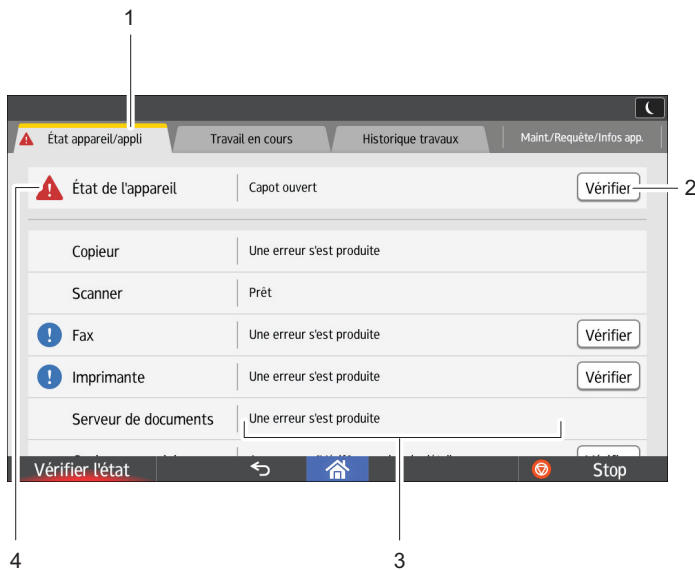 1
État appareil/appli
Travail en cours
Historique travaux
Maint./Requête/Infos app.
État de l'appareil
Capot ouvert
Vérifier
2
Copieur
Une erreur s'est produite
Scanner
Prêt
Fax
Une erreur s'est produite
Vérifier
Imprimante
Une erreur s'est produite
Vérifier
Serveur de documents
Une erreur s'est produite
Vérifier l'état
Stop
4
3